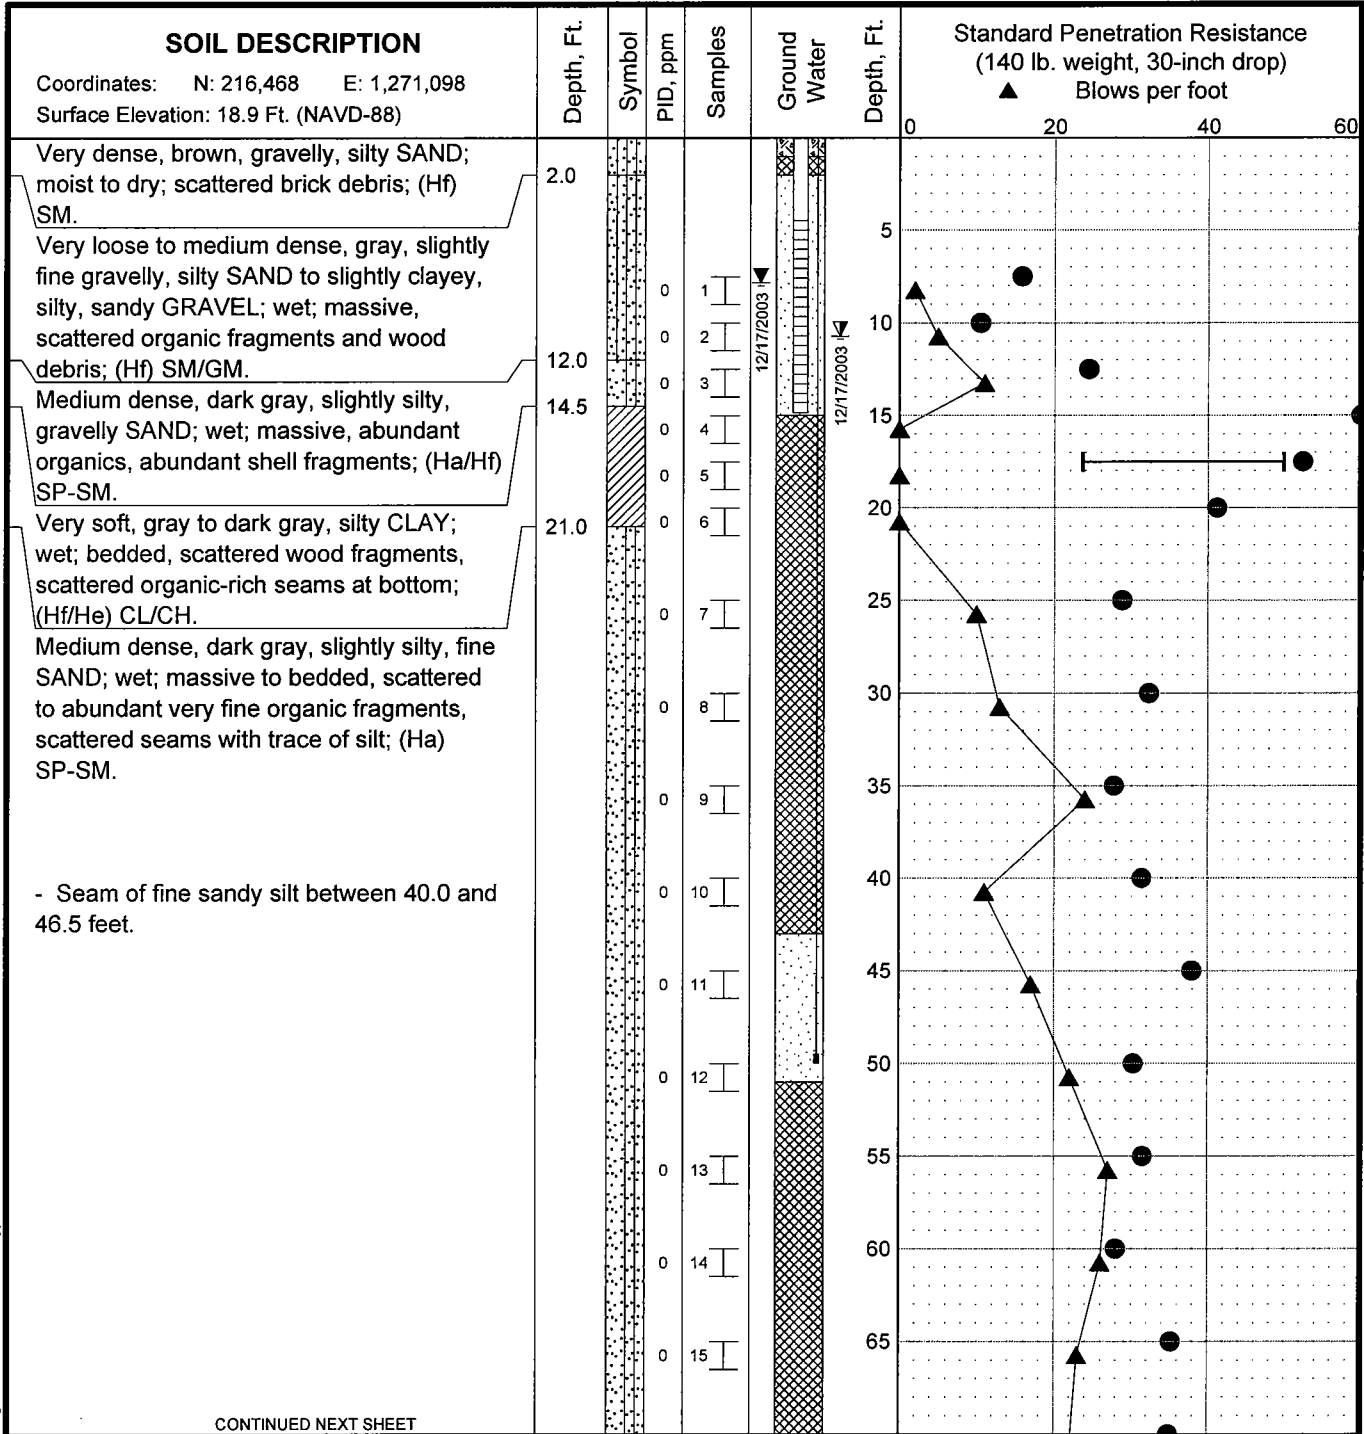 SOIL DESCRIPTION
Coordinates: N: 216,468 E: 1,271,098
Surface Elevation: 18.9 Ft. (NAVD-88)
Depth, Ft.
Symbol
PID, ppm
Samples
Ground
Water
Depth, Ft.
Standard Penetration Resistance
(140 lb. weight, 30-inch drop)
▲ Blows per foot
0 20 40 60
Very dense, brown, gravelly, silty SAND;
moist to dry; scattered brick debris; (Hf)
SM.
Very loose to medium dense, gray, slightly
fine gravelly, silty SAND to slightly clayey,
silty, sandy GRAVEL; wet; massive,
scattered organic fragments and wood
debris; (Hf) SM/GM.
Medium dense, dark gray, slightly silty,
gravelly SAND; wet; massive, abundant
organics, abundant shell fragments; (Ha/Hf)
SP-SM.
Very soft, gray to dark gray, silty CLAY;
wet; bedded, scattered wood fragments,
scattered organic-rich seams at bottom;
(Hf/He) CL/CH.
Medium dense, dark gray, slightly silty, fine
SAND; wet; massive to bedded, scattered
to abundant very fine organic fragments,
scattered seams with trace of silt; (Ha)
SP-SM.
- Seam of fine sandy silt between 40.0 and
46.5 feet.
CONTINUED NEXT SHEET
2.0
12.0
14.5
21.0
0 1
0 2
0 3
0 4
0 5
0 6
0 7
0 8
0 9
0 10
0 11
0 12
0 13
0 14
0 15
12/17/2003
12/17/2003
5
10
15
20
25
30
35
40
45
50
55
60
65